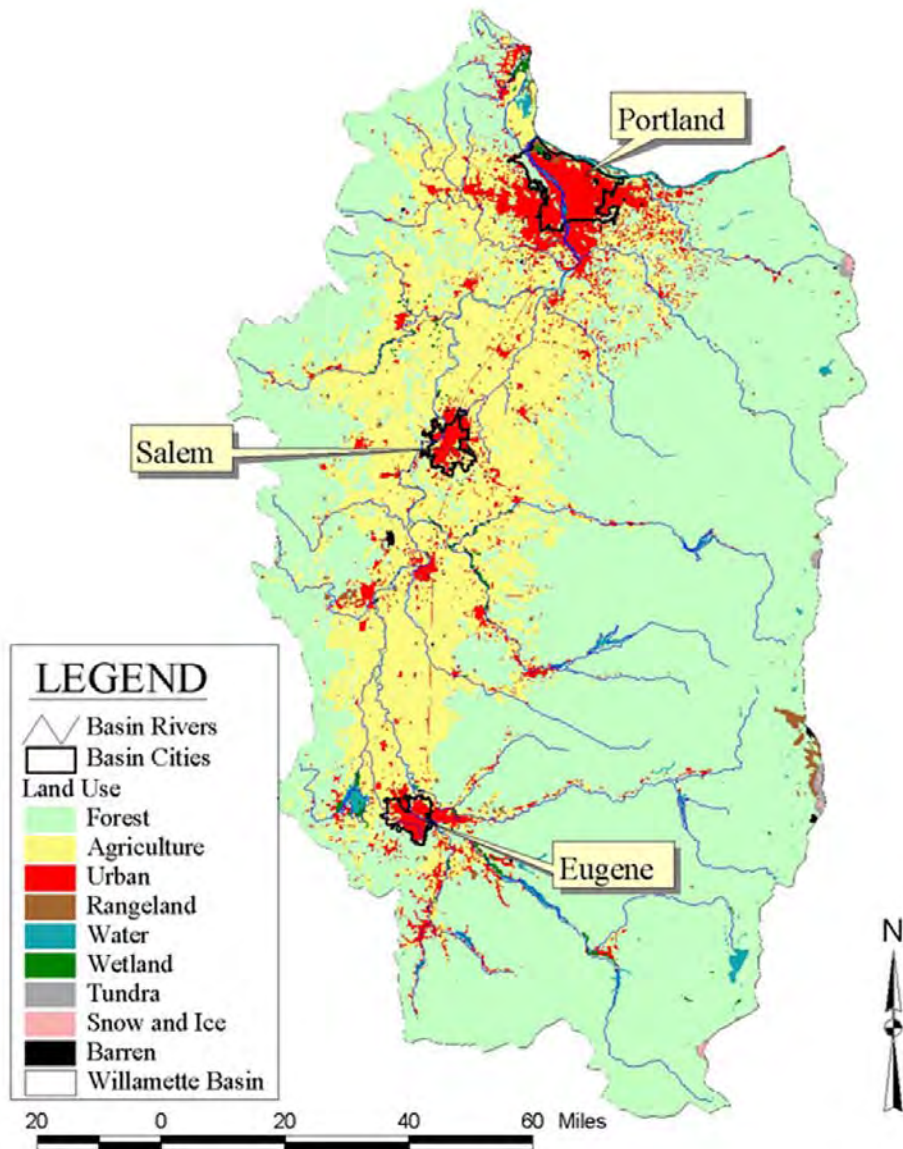 Portland
Salem
Eugene
LEGEND
Basin Rivers
Basin Cities
Land Use
Forest
Agriculture
Urban
Rangeland
Water
Wetland
Tundra
Snow and Ice
Barren
Willamette Basin
N
20 0 20 40 60 Miles